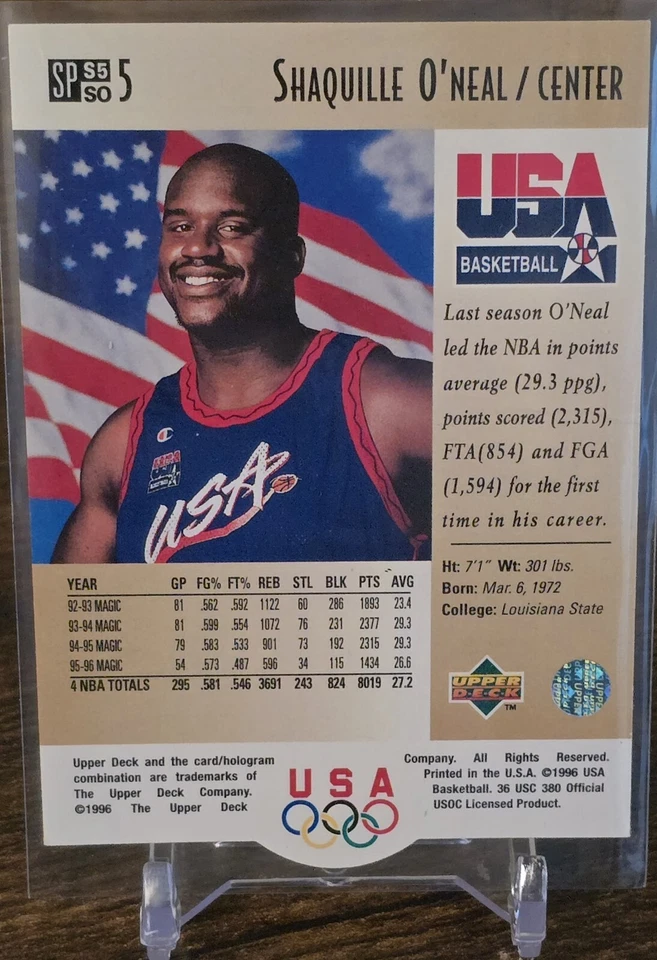 SP S5 SO 5
SHAQUILLE O'NEAL / CENTER
USA
BASKETBALL
Last season O'Neal
led the NBA in points
average (29.3 ppg),
points scored (2,315),
FTA(854) and FGA
(1,594) for the first
time in his career.
Ht: 7'1" Wt: 301 lbs.
Born: Mar. 6, 1972
College: Louisiana State
USA
YEAR GP FG% FT% REB STL BLK PTS AVG
92-93 MAGIC 81 .562 .592 1122 60 286 1893 23.4
93-94 MAGIC 81 .599 .554 1072 76 231 2377 29.3
94-95 MAGIC 79 .583 .533 901 73 192 2315 29.3
95-96 MAGIC 54 .573 .487 596 34 115 1434 26.6
4 NBA TOTALS 295 .581 .546 3691 243 824 8019 27.2
UPPER
DECK
TM
Upper Deck and the card/hologram
combination are trademarks of
The Upper Deck Company.
©1996 The Upper Deck
USA
Company. All Rights Reserved.
Printed in the U.S.A. ©1996 USA
Basketball. 36 USC 380 Official
USOC Licensed Product.